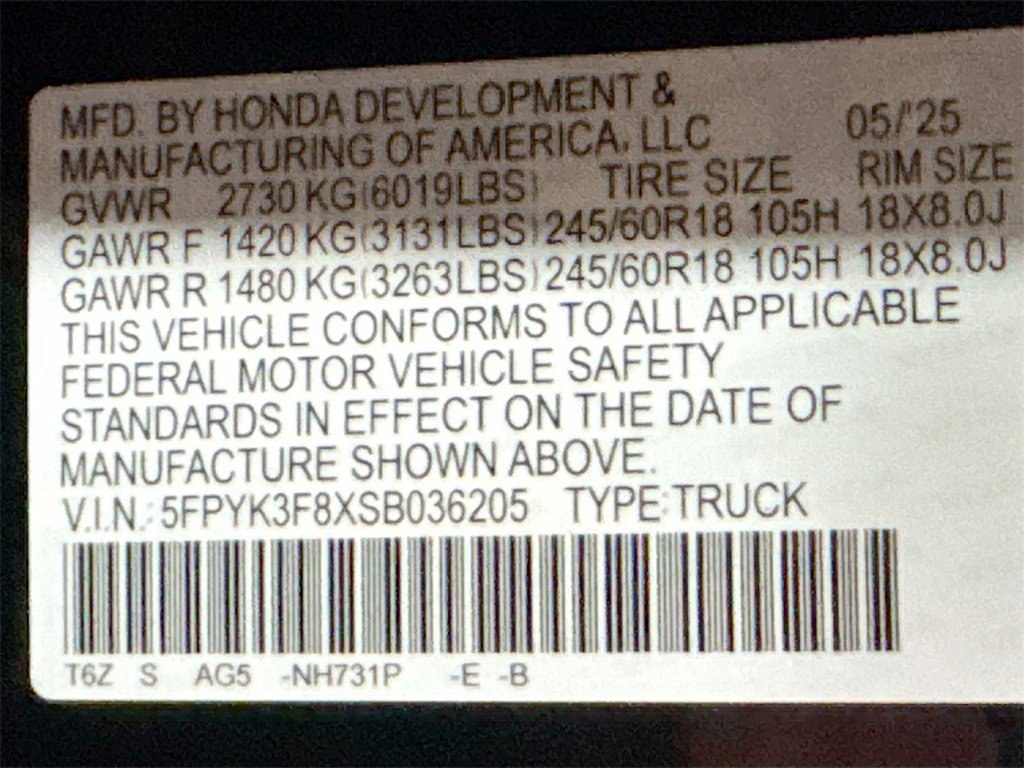 MFD. BY HONDA DEVELOPMENT &
MANUFACTURING OF AMERICA, LLC 05/'25
GVWR 2730 KG(6019LBS) TIRE SIZE RIM SIZE
GAWR F 1420 KG(3131LBS) 245/60R18 105H 18X8.0J
GAWR R 1480 KG(3263LBS) 245/60R18 105H 18X8.0J
THIS VEHICLE CONFORMS TO ALL APPLICABLE
FEDERAL MOTOR VEHICLE SAFETY
STANDARDS IN EFFECT ON THE DATE OF
MANUFACTURE SHOWN ABOVE.
V.I.N.: 5FPYK3F8XSB036205 TYPE:TRUCK
T6Z S AG5 -NH731P -E -B